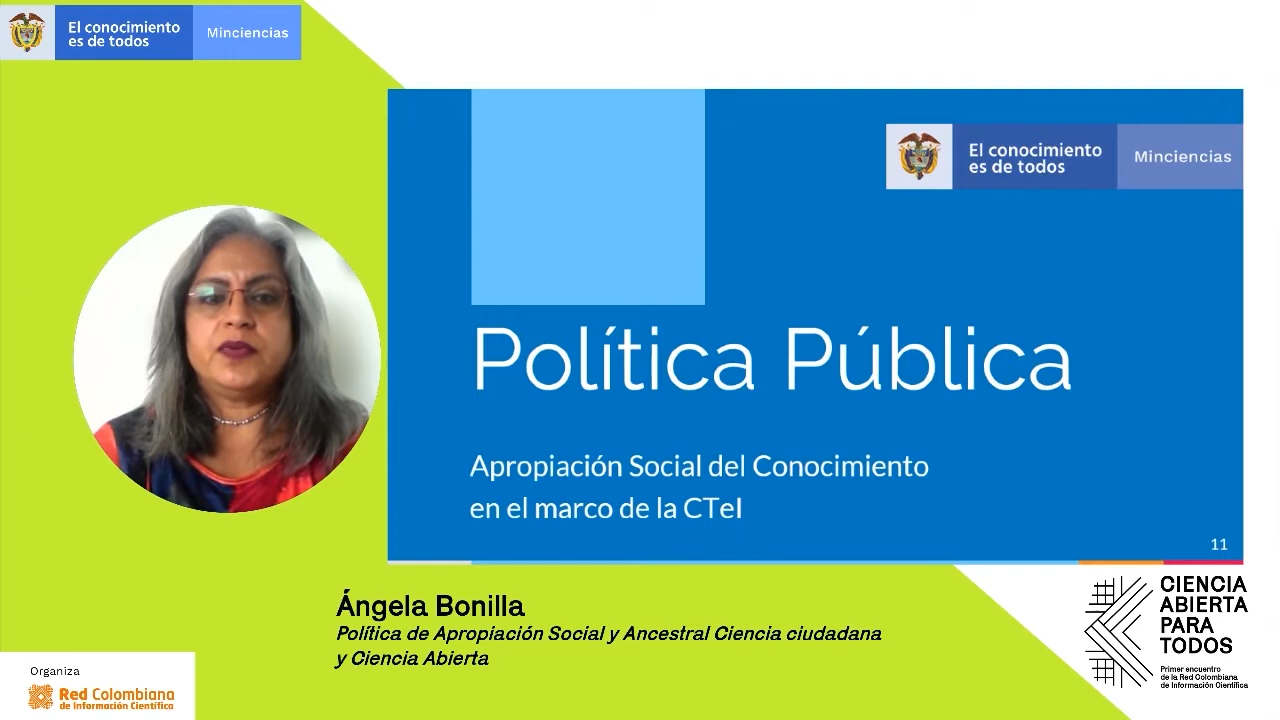 El conocimiento
es de todos
Minciencias
El conocimiento
es de todos
Minciencias
Política Pública
Apropiación Social del Conocimiento
en el marco de la CTeI
11
Ángela Bonilla
Política de Apropiación Social y Ancestral Ciencia ciudadana
y Ciencia Abierta
CIENCIA
ABIERTA
PARA
TODOS
Primer encuentro
de la Red Colombiana
de Información Científica
Organiza
Red Colombiana
de Información Científica